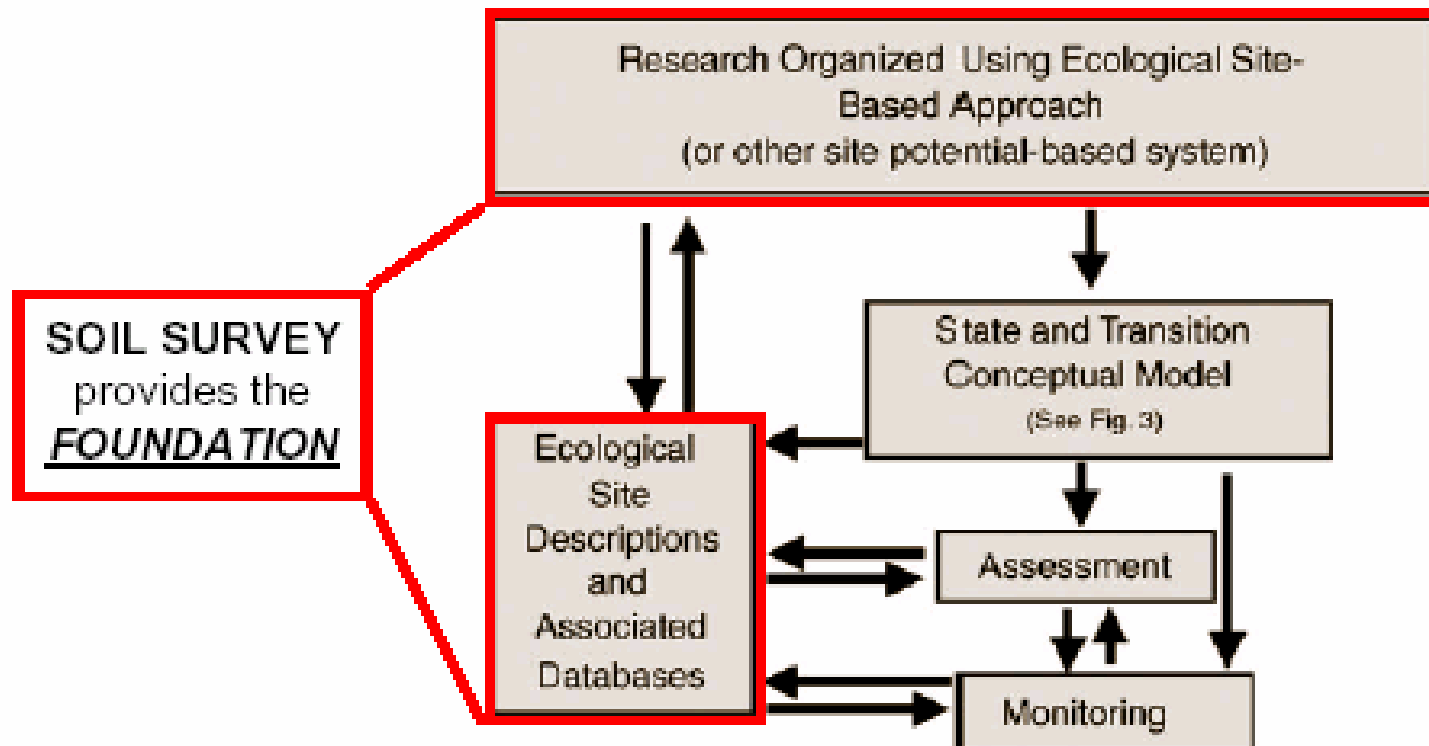 Research Organized Using Ecological Site-
Based Approach
(or other site potential-based system)
SOIL SURVEY
provides the
FOUNDATION
State and Transition
Conceptual Model
(See Fig. 3)
Ecological
Site
Descriptions
and
Associated
Databases
Assessment
Monitoring